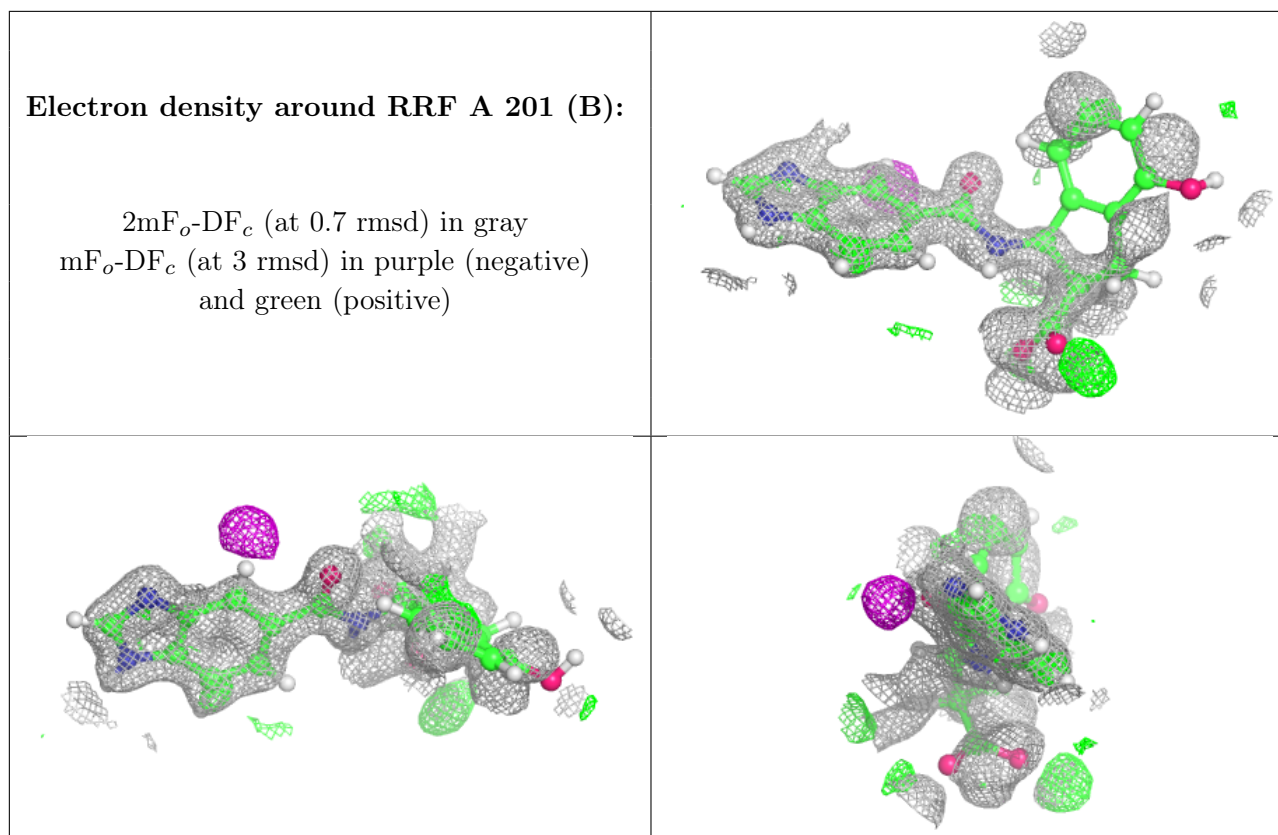 Electron density around RRF A 201 (B):
2mFo-DFc (at 0.7 rmsd) in gray
mFo-DFc (at 3 rmsd) in purple (negative)
and green (positive)